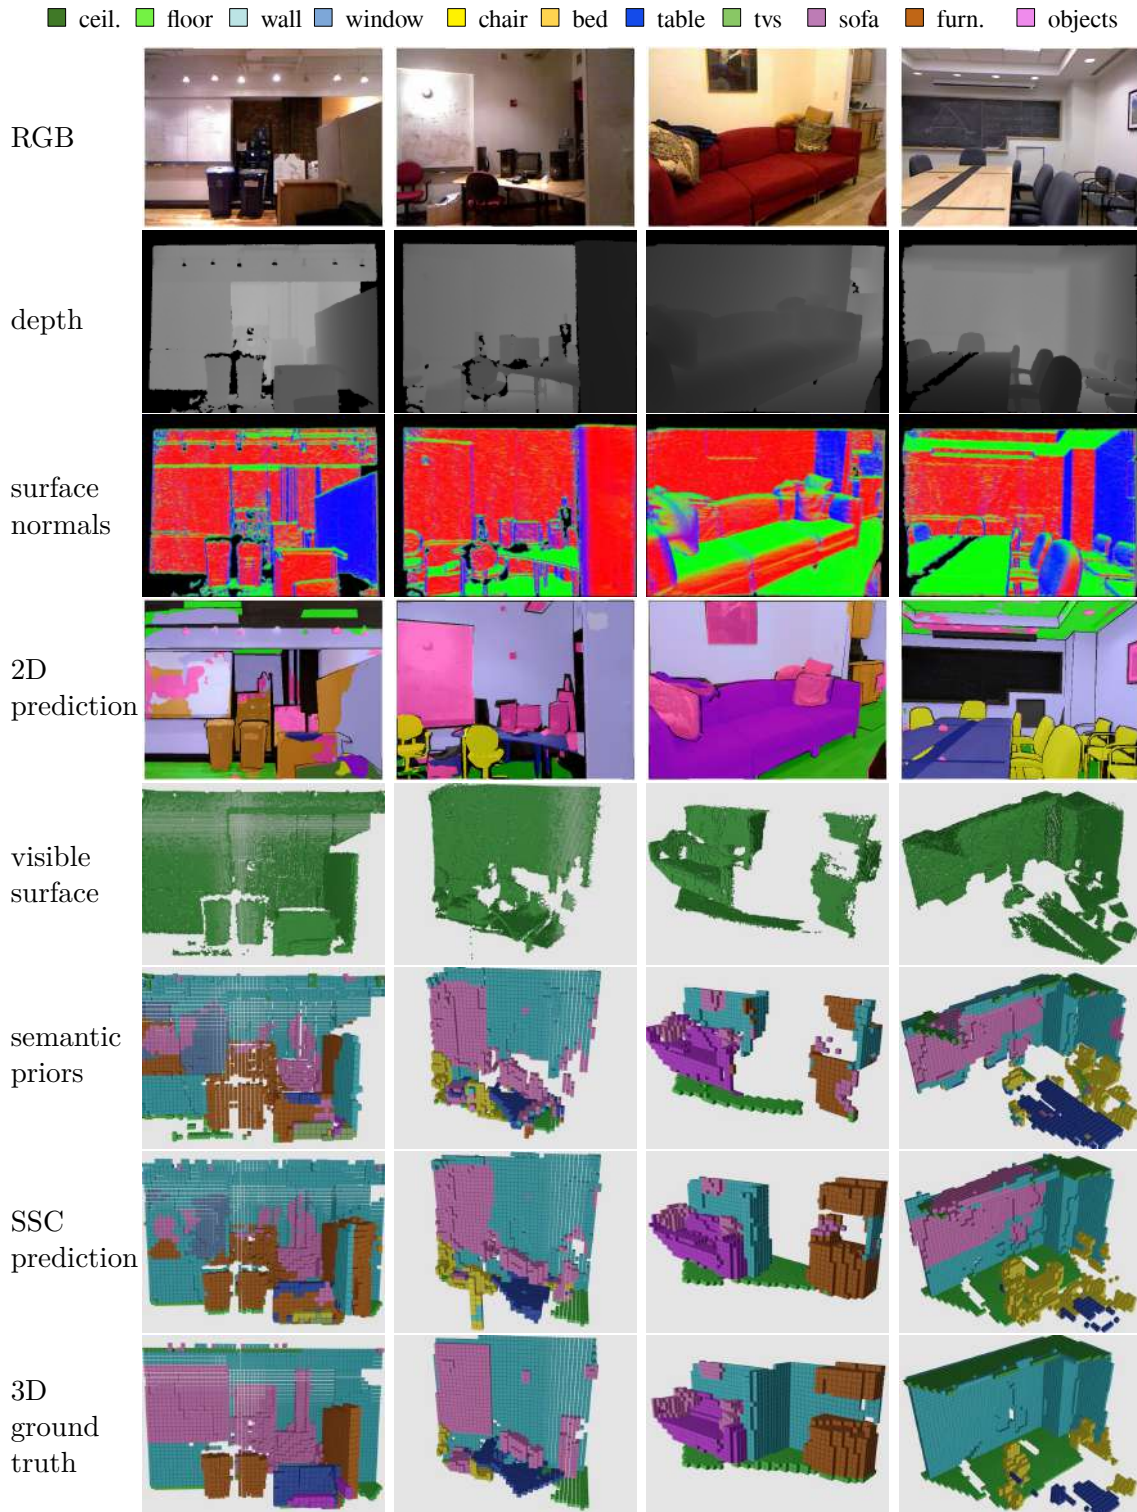 ceil. floor wall window chair bed table tvs sofa furn. objects
RGB
depth
surface
normals
2D
prediction
visible
surface
semantic
priors
SSC
prediction
3D
ground
truth